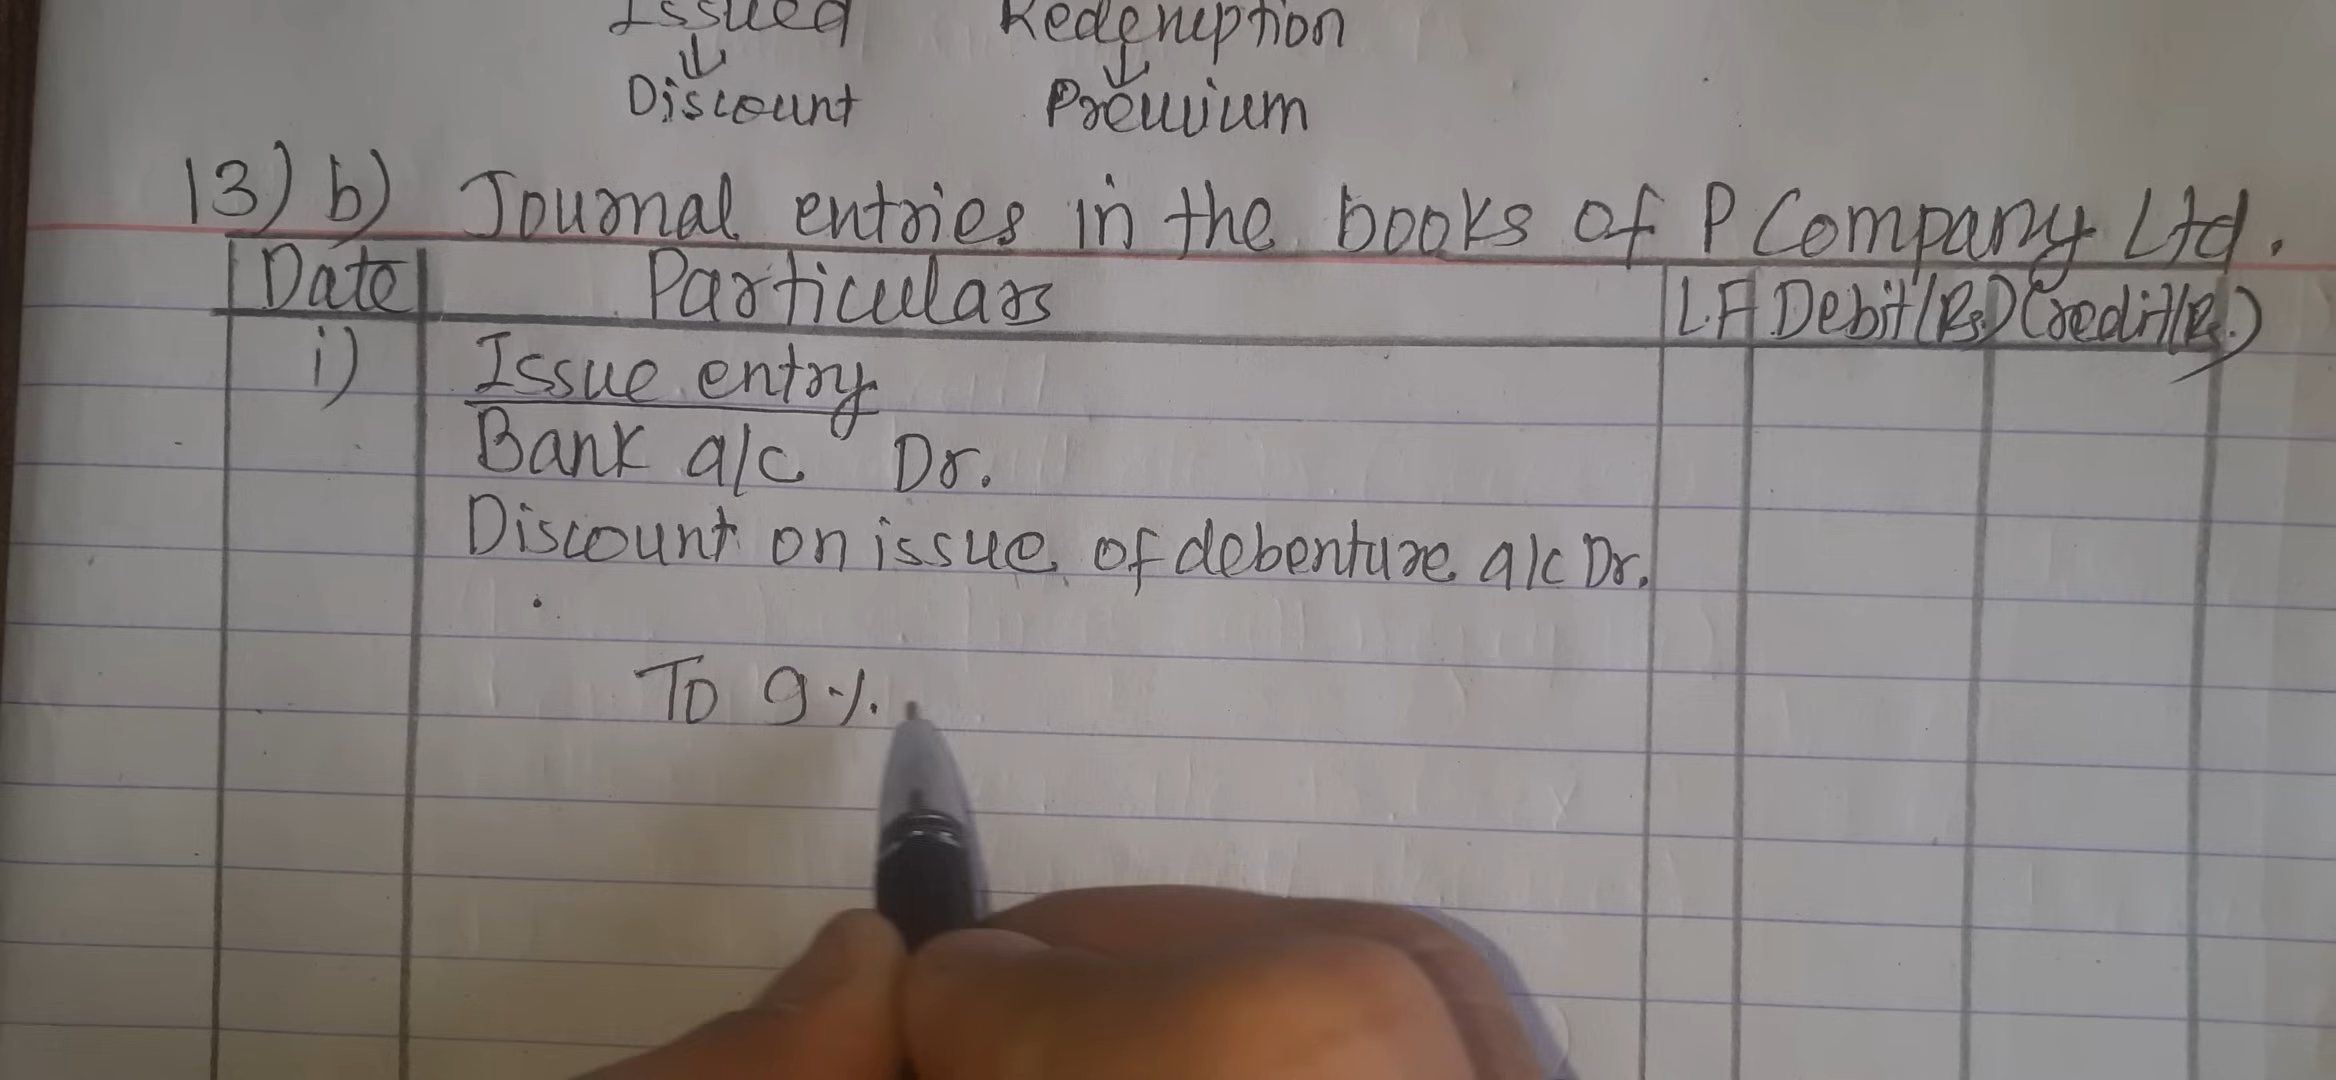 Issued Redemption
Discount Premium
13) b) Journal entries in the books of P Company Ltd.
Date Particulars L.F Debit (Rs.) Credit (Rs.)
i) Issue entry
Bank a/c Dr.
Discount on issue of debenture a/c Dr.
To 9%